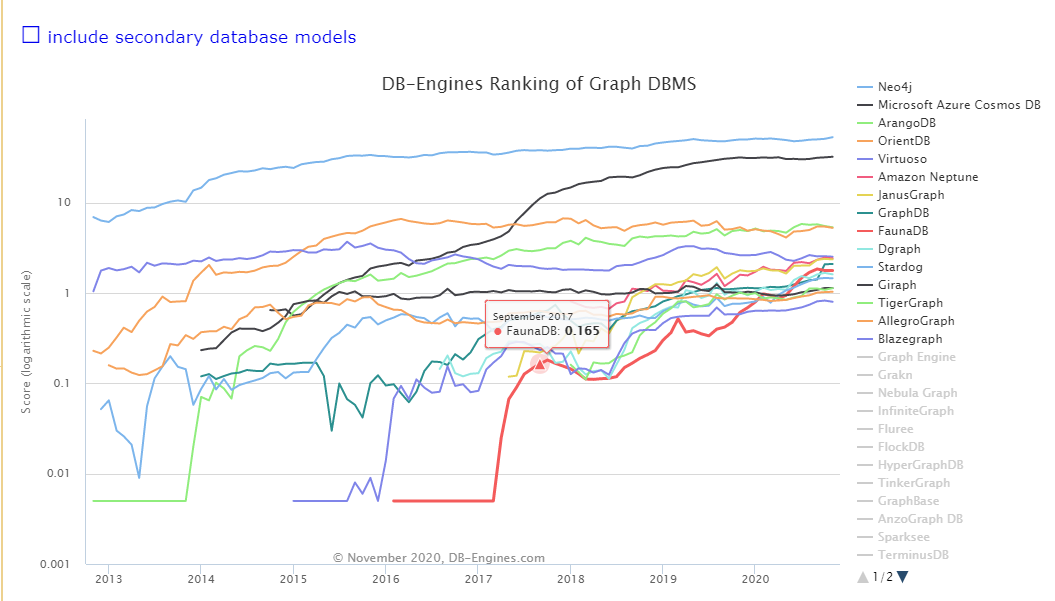 include secondary database models
DB-Engines Ranking of Graph DBMS
Score (logarithmic scale)
10
1
0.1
0.01
0.001
2013
2014
2015
2016
2017
2018
2019
2020
September 2017
FaunaDB: 0.165
© November 2020, DB-Engines.com
Neo4j
Microsoft Azure Cosmos DB
ArangoDB
OrientDB
Virtuoso
Amazon Neptune
JanusGraph
GraphDB
FaunaDB
Dgraph
Stardog
Giraph
TigerGraph
AllegroGraph
Blazegraph
Graph Engine
Grakn
Nebula Graph
InfiniteGraph
Fluree
FlockDB
HyperGraphDB
TinkerGraph
GraphBase
AnzoGraph DB
Sparksee
TerminusDB
1/2